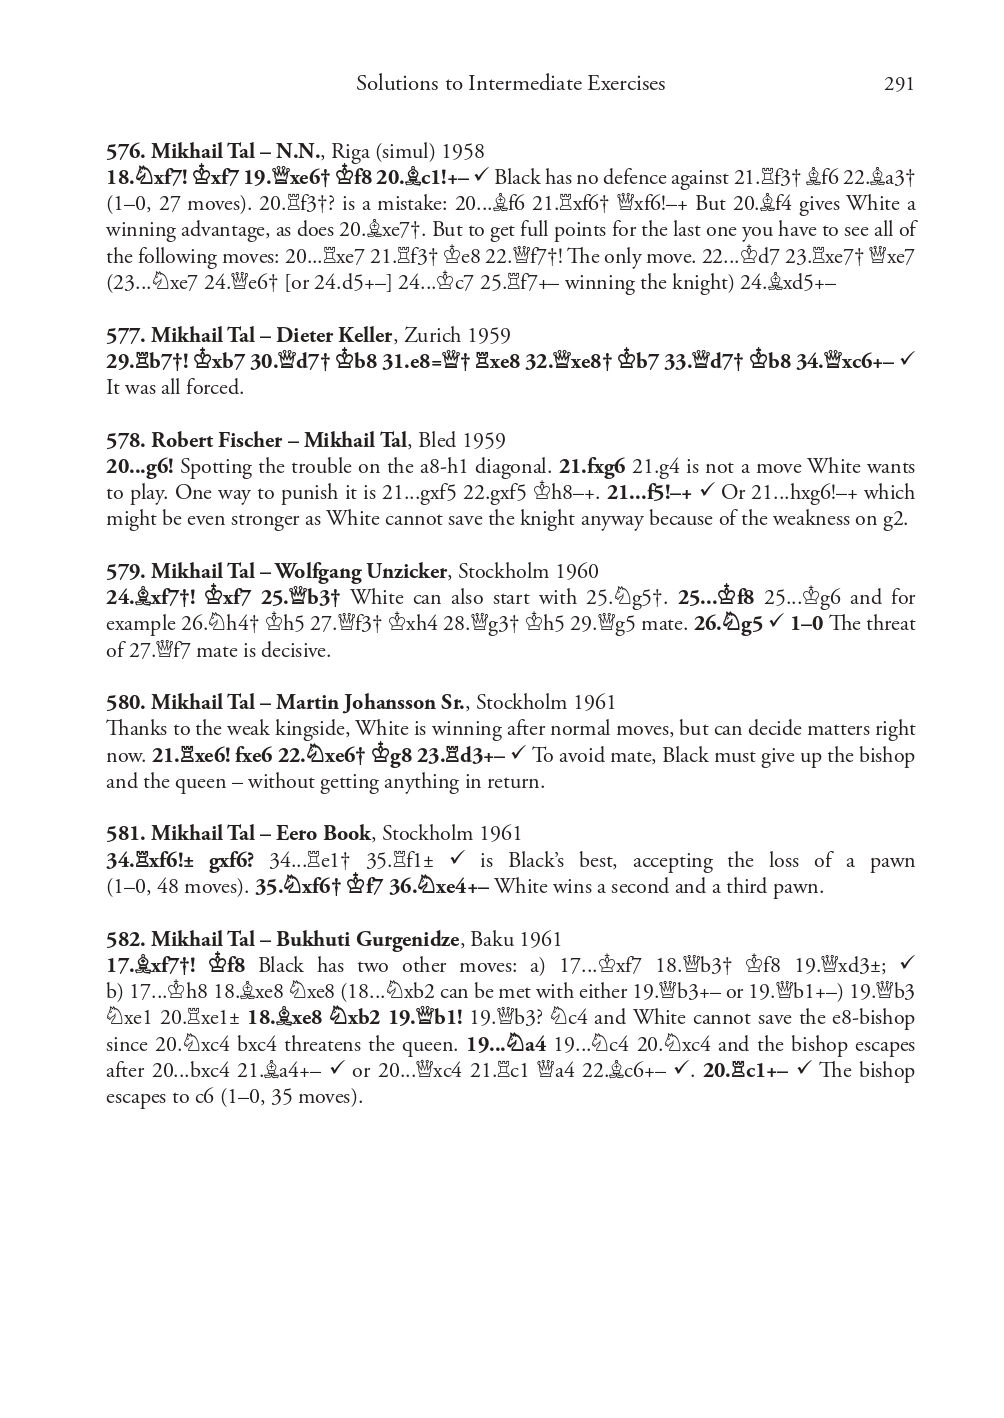 Solutions to Intermediate Exercises 291
576. Mikhail Tal – N.N., Riga (simul) 1958
18.♘xf7! ♔xf7 19.♕xe6† ♔f8 20.♗c1!+– ✓ Black has no defence against 21.♖f3† ♗f6 22.♗a3†
(1–0, 27 moves). 20.♖f3†? is a mistake: 20...♗f6 21.♖xf6† ♕xf6!–+ But 20.♗f4 gives White a
winning advantage, as does 20.♗xe7†. But to get full points for the last one you have to see all of
the following moves: 20...♖xe7 21.♖f3† ♔e8 22.♕f7†! The only move. 22...♔d7 23.♖xe7† ♕xe7
(23...♘xe7 24.♕e6† [or 24.d5+–] 24...♔c7 25.♖f7+– winning the knight) 24.♗xd5+–
577. Mikhail Tal – Dieter Keller, Zurich 1959
29.♖b7†! ♔xb7 30.♕d7† ♔b8 31.e8=♕† ♖xe8 32.♕xe8† ♔b7 33.♕d7† ♔b8 34.♕xc6+– ✓
It was all forced.
578. Robert Fischer – Mikhail Tal, Bled 1959
20...g6! Spotting the trouble on the a8-h1 diagonal. 21.fxg6 21.g4 is not a move White wants
to play. One way to punish it is 21...gxf5 22.gxf5 ♔h8–+. 21...f5!–+ ✓ Or 21...hxg6!–+ which
might be even stronger as White cannot save the knight anyway because of the weakness on g2.
579. Mikhail Tal – Wolfgang Unzicker, Stockholm 1960
24.♗xf7†! ♔xf7 25.♕b3† White can also start with 25.♘g5†. 25...♔f8 25...♔g6 and for
example 26.♘h4† ♔h5 27.♕f3† ♔xh4 28.♕g3† ♔h5 29.♕g5 mate. 26.♘g5 ✓ 1–0 The threat
of 27.♕f7 mate is decisive.
580. Mikhail Tal – Martin Johansson Sr., Stockholm 1961
Thanks to the weak kingside, White is winning after normal moves, but can decide matters right
now. 21.♖xe6! fxe6 22.♘xe6† ♔g8 23.♖d3+– ✓ To avoid mate, Black must give up the bishop
and the queen – without getting anything in return.
581. Mikhail Tal – Eero Book, Stockholm 1961
34.♖xf6!± gxf6? 34...♖e1† 35.♖f1± ✓ is Black’s best, accepting the loss of a pawn
(1–0, 48 moves). 35.♘xf6† ♔f7 36.♘xe4+– White wins a second and a third pawn.
582. Mikhail Tal – Bukhuti Gurgenidze, Baku 1961
17.♗xf7†! ♔f8 Black has two other moves: a) 17...♔xf7 18.♕b3† ♔f8 19.♕xd3±; ✓
b) 17...♔h8 18.♗xe8 ♘xe8 (18...♘xb2 can be met with either 19.♕b3+– or 19.♕b1+–) 19.♕b3
♘xe1 20.♖xe1± 18.♗xe8 ♘xb2 19.♕b1! 19.♕b3? ♘c4 and White cannot save the e8-bishop
since 20.♘xc4 bxc4 threatens the queen. 19...♘a4 19...♘c4 20.♘xc4 and the bishop escapes
after 20...bxc4 21.♗a4+– ✓ or 20...♕xc4 21.♖c1 ♕a4 22.♗c6+– ✓. 20.♖c1+– ✓ The bishop
escapes to c6 (1–0, 35 moves).